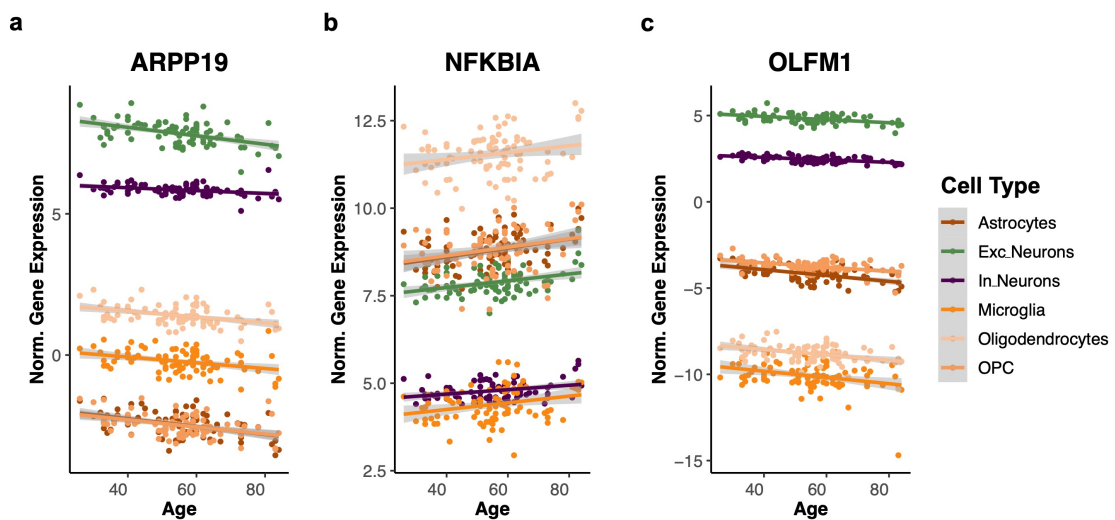 a
ARPP19
Norm. Gene Expression
5
0
40
60
80
Age
b
NFKBIA
Norm. Gene Expression
12.5
10.0
7.5
5.0
2.5
40
60
80
Age
c
OLFM1
Norm. Gene Expression
5
0
−5
−10
−15
40
60
80
Age
Cell Type
Astrocytes
Exc_Neurons
In_Neurons
Microglia
Oligodendrocytes
OPC